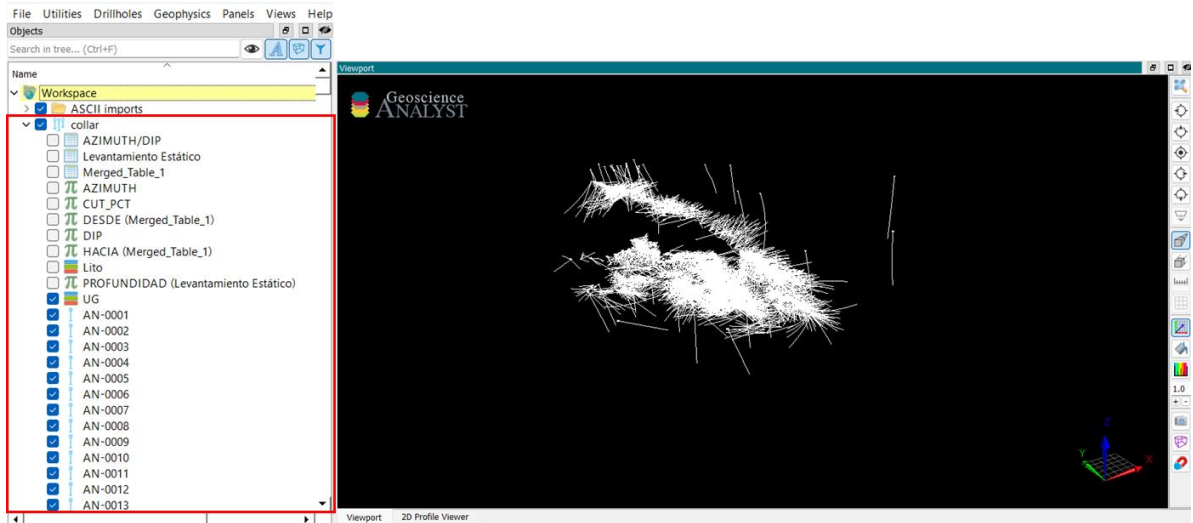 File Utilities Drillholes Geophysics Panels Views Help
Objects
Search in tree... (Ctrl+F)
Name
Workspace
ASCII imports
collar
AZIMUTH/DIP
Levantamiento Estático
Merged_Table_1
AZIMUTH
CUT_PCT
DESDE (Merged_Table_1)
DIP
HACIA (Merged_Table_1)
Lito
PROFUNDIDAD (Levantamiento Estático)
UG
AN-0001
AN-0002
AN-0003
AN-0004
AN-0005
AN-0006
AN-0007
AN-0008
AN-0009
AN-0010
AN-0011
AN-0012
AN-0013
Viewport
Geoscience
ANALYST
Z
Y
X
1.0
+ -
Viewport 2D Profile Viewer